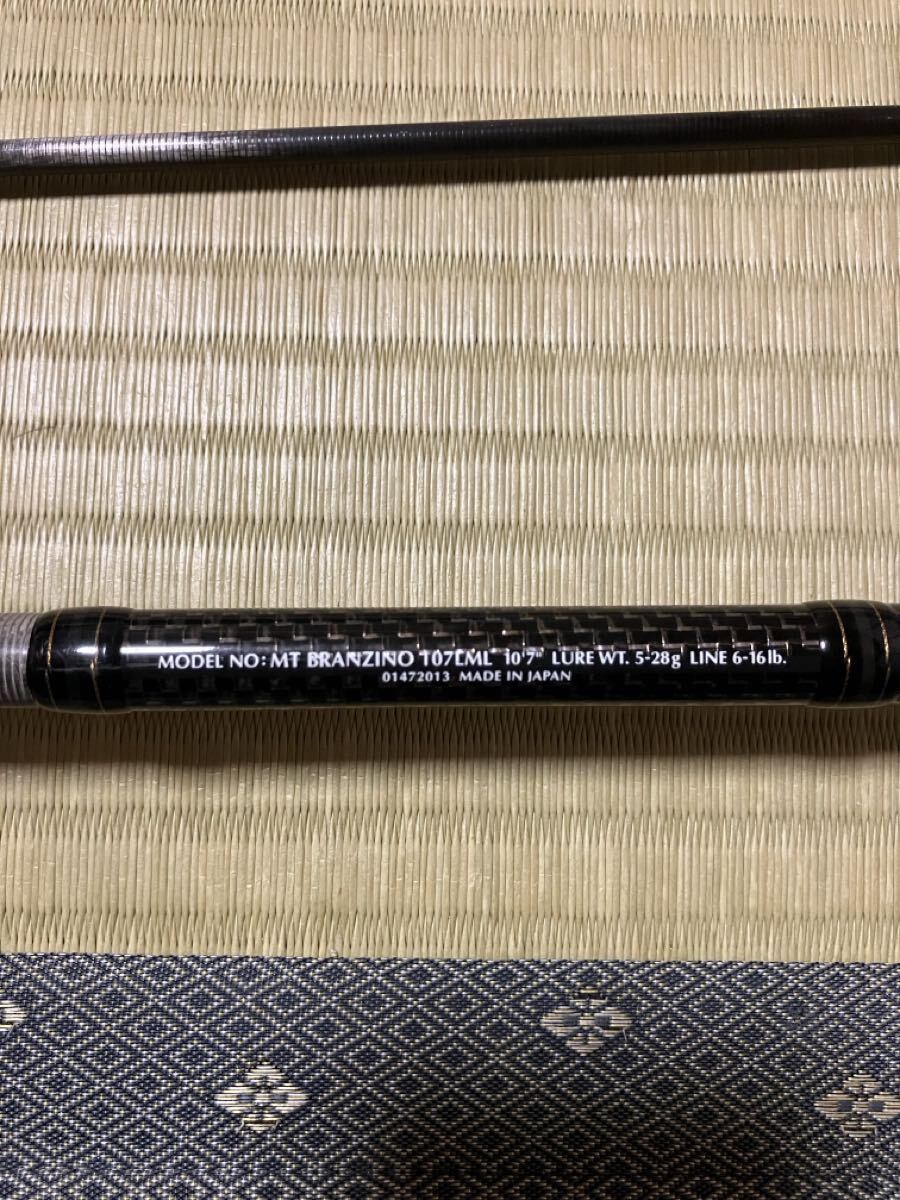 MODEL NO: MT BRANZINO 107LML 10'7" LURE WT. 5-28g LINE 6-16lb.
01472013 MADE IN JAPAN